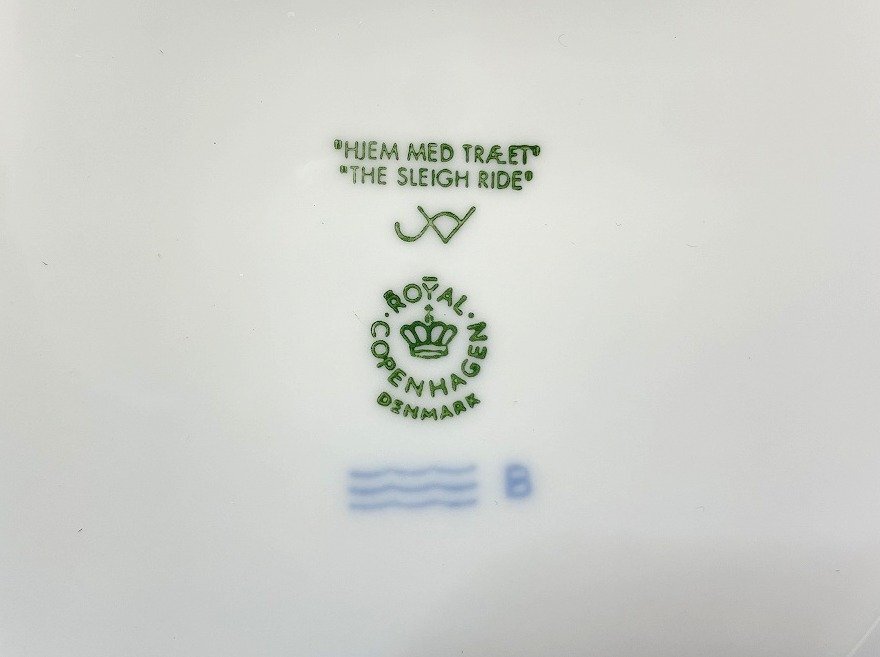 "HJEM MED TRÆET"
"THE SLEIGH RIDE"
ROYAL
COPENHAGEN
DENMARK
B